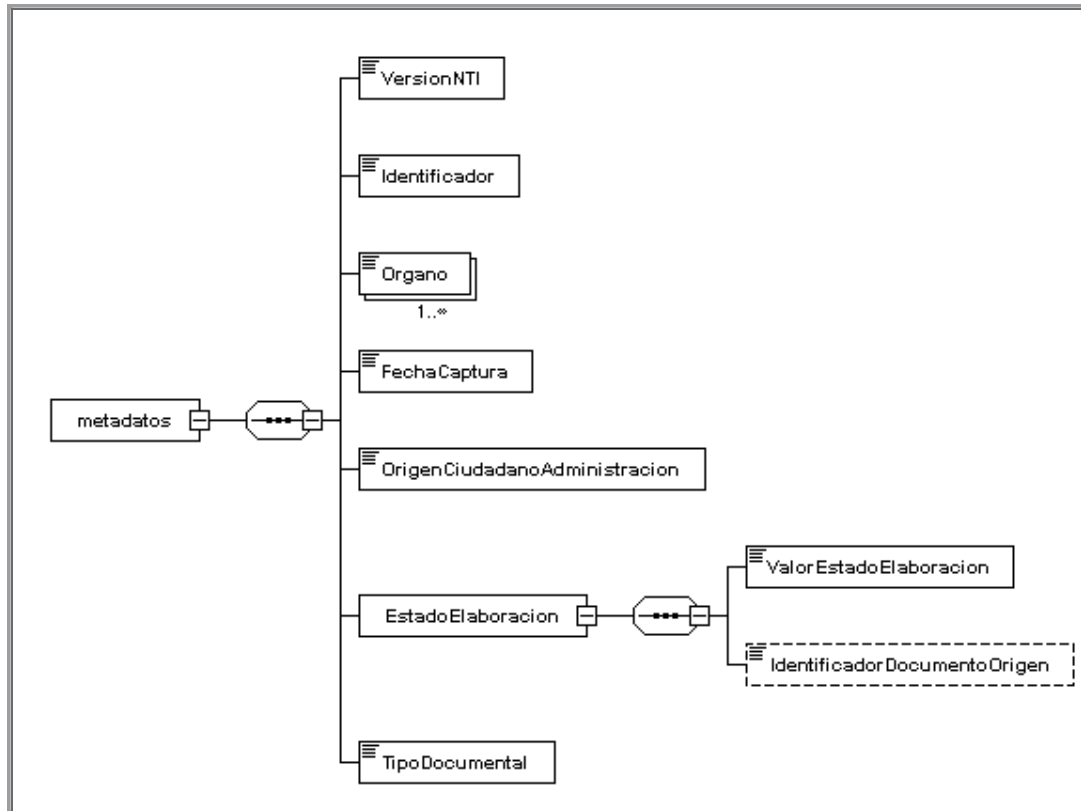 VersionNTI
Identificador
Organo
1..∞
FechaCaptura
metadatos
OrigenCiudadanoAdministracion
ValorEstadoElaboracion
EstadoElaboracion
IdentificadorDocumentoOrigen
TipoDocumental